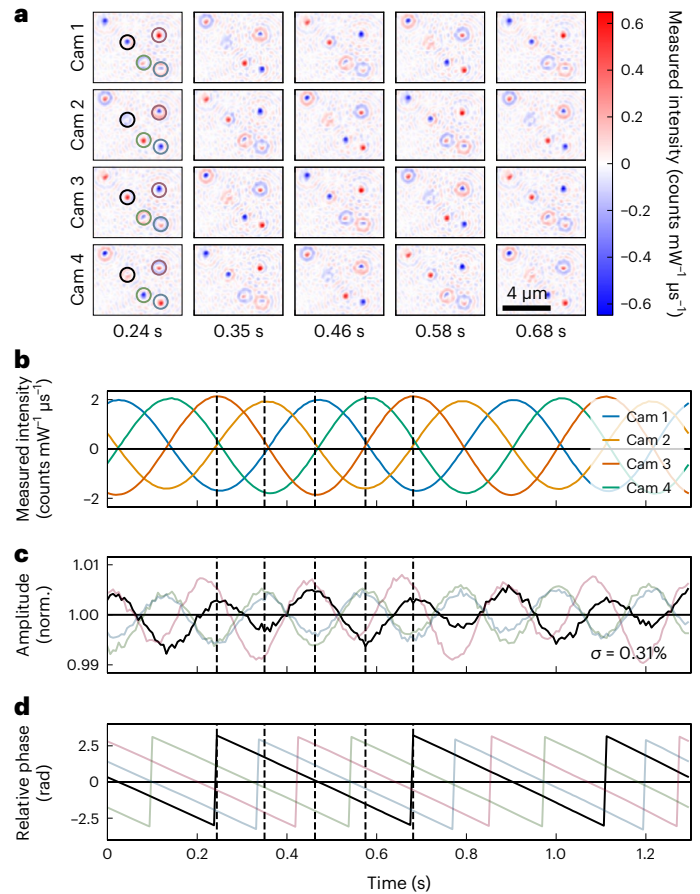 a
Cam 1
Cam 2
Cam 3
Cam 4
4 µm
0.24 s
0.35 s
0.46 s
0.58 s
0.68 s
0.6
0.4
0.2
0
−0.2
−0.4
−0.6
Measured intensity (counts mW⁻¹ µs⁻¹)
b
Measured intensity
(counts mW⁻¹ µs⁻¹)
2
0
−2
Cam 1
Cam 2
Cam 3
Cam 4
c
Amplitude
(norm.)
1.01
1.00
0.99
σ = 0.31%
d
Relative phase
(rad)
2.5
0
−2.5
0
0.2
0.4
0.6
0.8
1.0
1.2
Time (s)